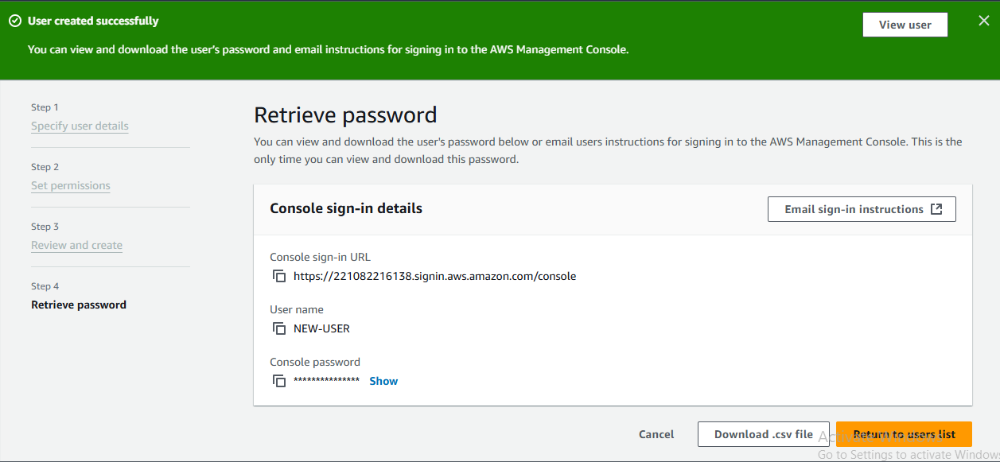 User created successfully
View user
You can view and download the user's password and email instructions for signing in to the AWS Management Console.
Step 1
Specify user details
Step 2
Set permissions
Step 3
Review and create
Step 4
Retrieve password
Retrieve password
You can view and download the user's password below or email users instructions for signing in to the AWS Management Console. This is the
only time you can view and download this password.
Console sign-in details
Email sign-in instructions
Console sign-in URL
https://221082216138.signin.aws.amazon.com/console
User name
NEW-USER
Console password
*************** Show
Cancel
Download .csv file
Return to users list
Go to Settings to activate Windows